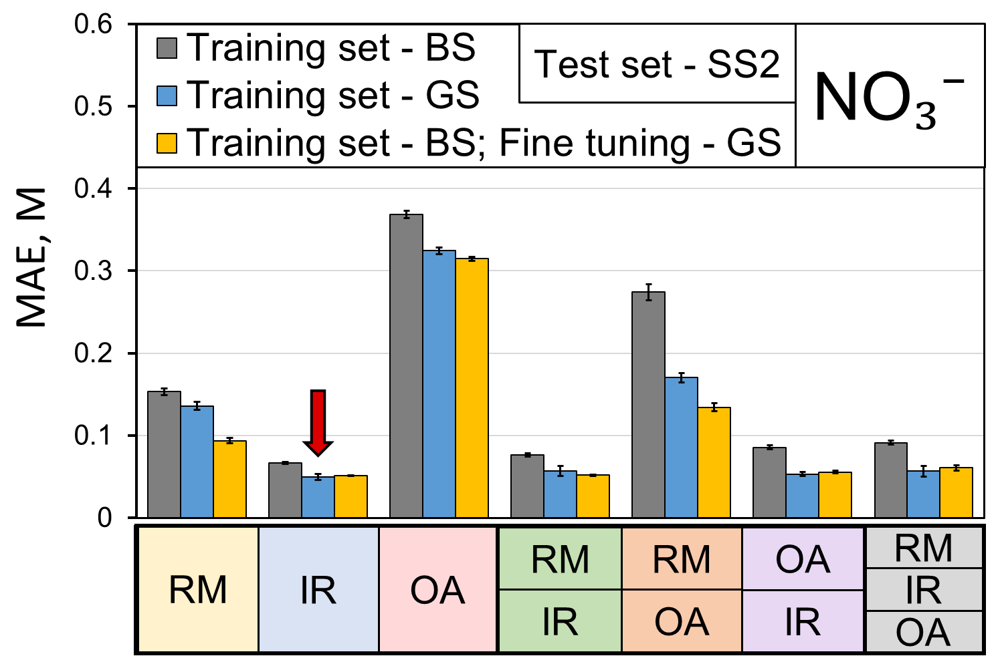 Training set - BS
Training set - GS
Training set - BS; Fine tuning - GS
Test set - SS2
NO₃⁻
MAE, M
0.6
0.5
0.4
0.3
0.2
0.1
0
RM
IR
OA
RM
IR
RM
OA
OA
IR
RM
IR
OA